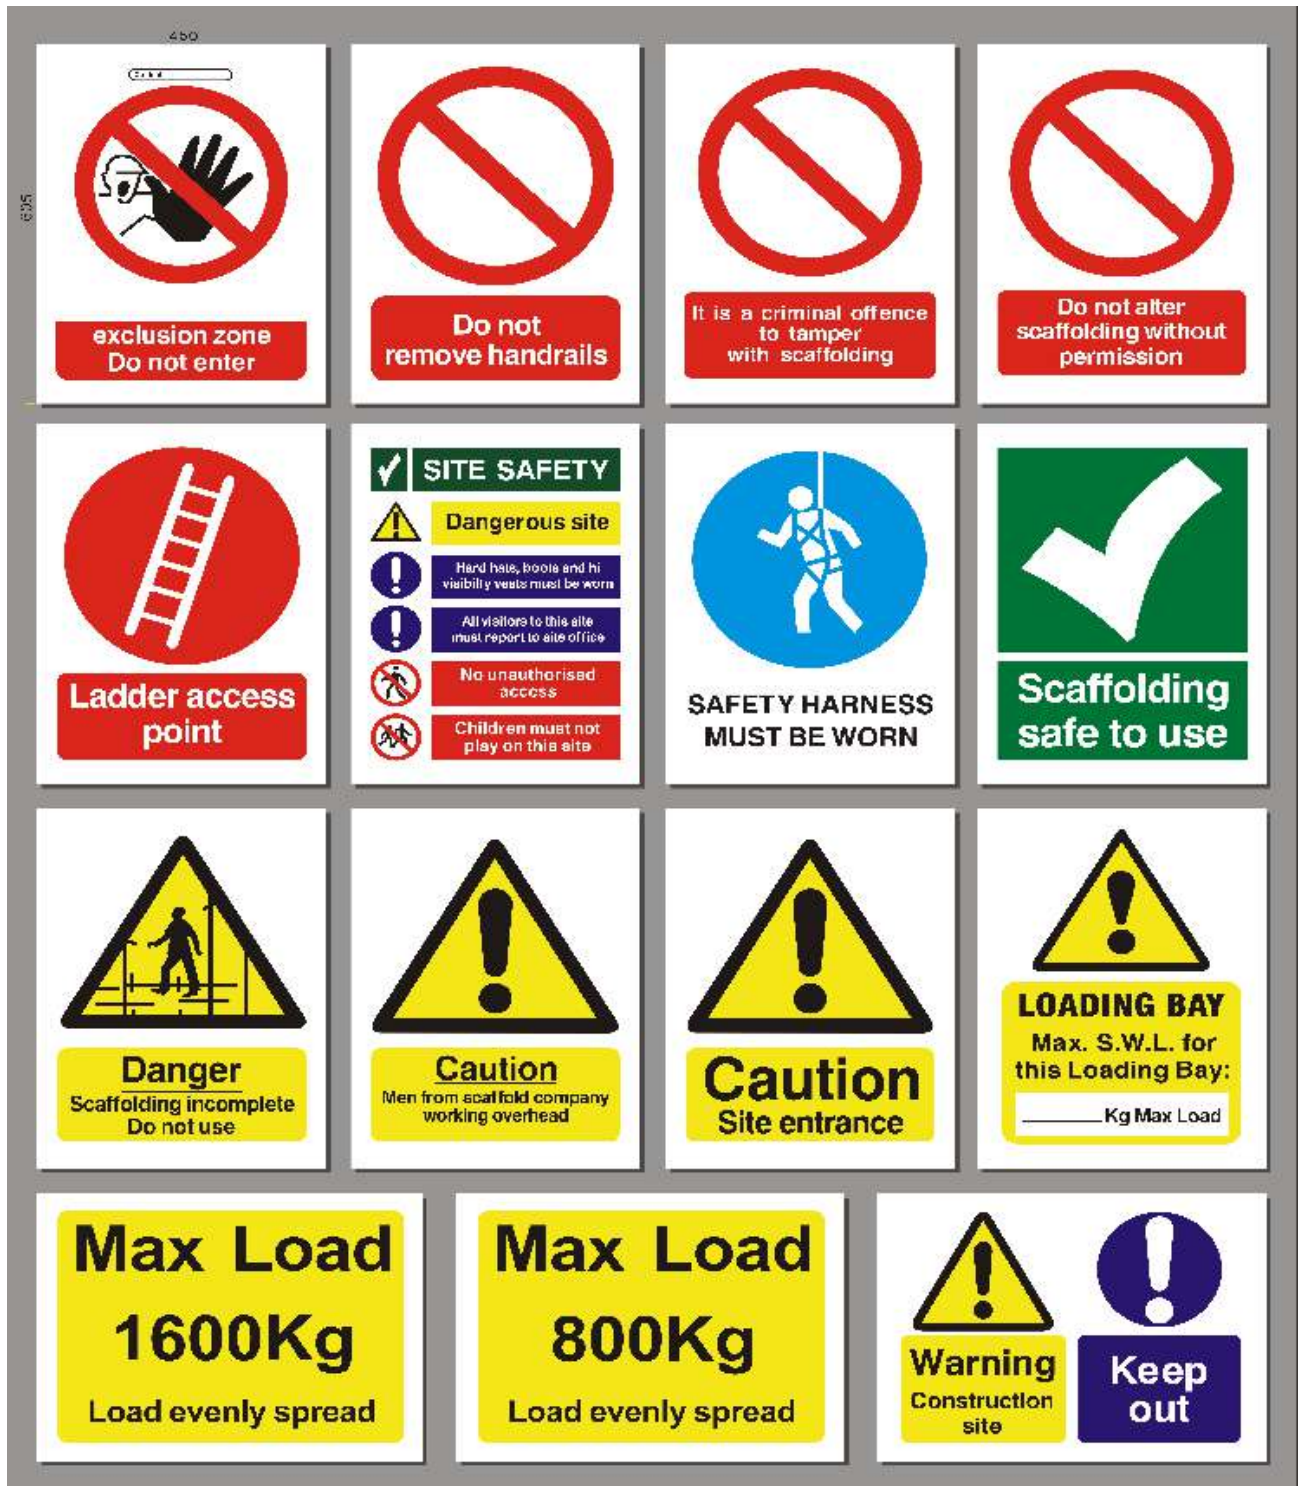 450
605
exclusion zone
Do not enter
Do not
remove handrails
It is a criminal offence
to tamper
with scaffolding
Do not alter
scaffolding without
permission
Ladder access
point
SITE SAFETY
Dangerous site
Hard hats, boots and hi
visibility vests must be worn
All visitors to this site
must report to site office
No unauthorised
access
Children must not
play on this site
SAFETY HARNESS
MUST BE WORN
Scaffolding
safe to use
Danger
Scaffolding incomplete
Do not use
Caution
Men from scaffold company
working overhead
Caution
Site entrance
LOADING BAY
Max. S.W.L. for
this Loading Bay:
________Kg Max Load
Max Load
1600Kg
Load evenly spread
Max Load
800Kg
Load evenly spread
Warning
Construction
site
Keep
out